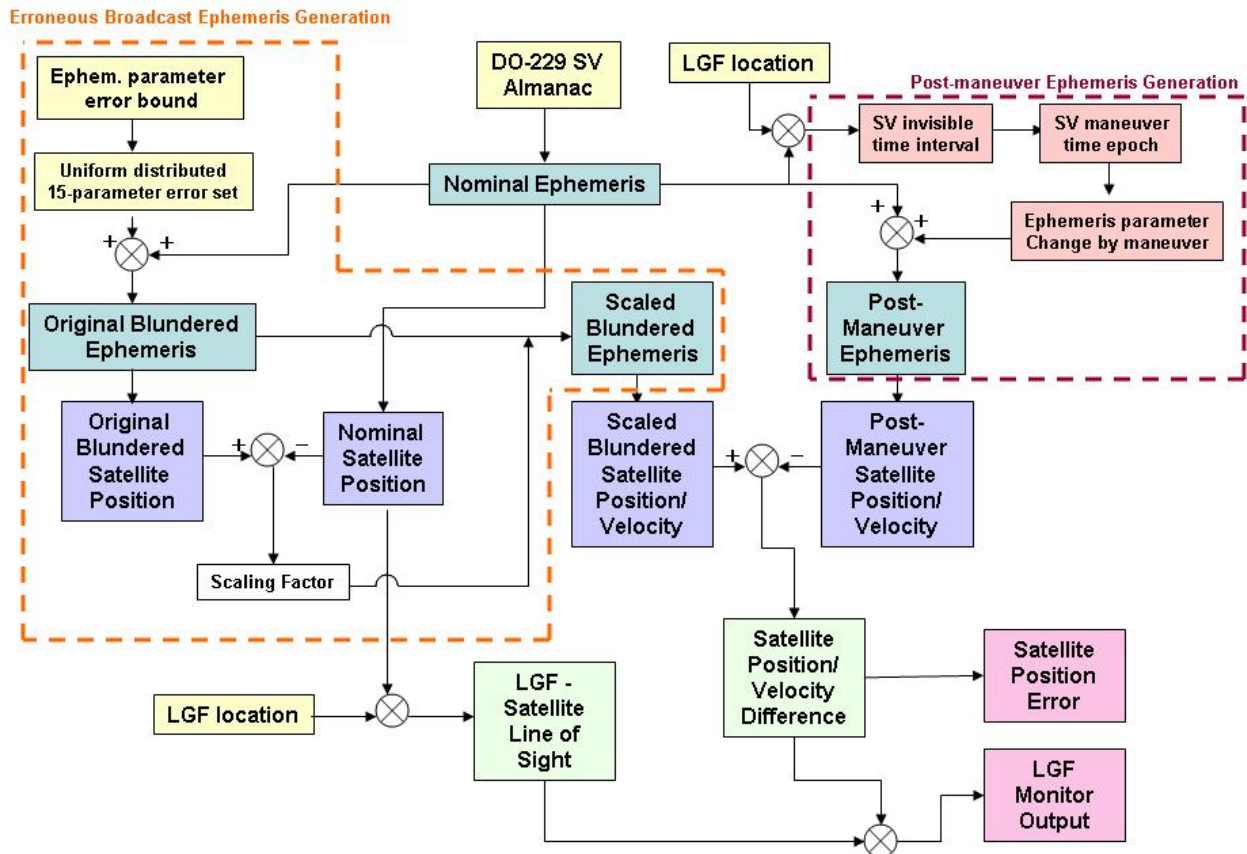 Erroneous Broadcast Ephemeris Generation
Ephem. parameter
error bound
DO-229 SV
Almanac
LGF location
Post-maneuver Ephemeris Generation
SV invisible
time interval
SV maneuver
time epoch
Uniform distributed
15-parameter error set
Nominal Ephemeris
Ephemeris parameter
Change by maneuver
+
+
+
+
Original Blundered
Ephemeris
Scaled
Blundered
Ephemeris
Post-
Maneuver
Ephemeris
Original
Blundered
Satellite
Position
+
−
Nominal
Satellite
Position
Scaled
Blundered
Satellite
Position/
Velocity
+
−
Post-
Maneuver
Satellite
Position/
Velocity
Scaling Factor
LGF location
LGF -
Satellite
Line of
Sight
Satellite
Position/
Velocity
Difference
Satellite
Position
Error
LGF
Monitor
Output